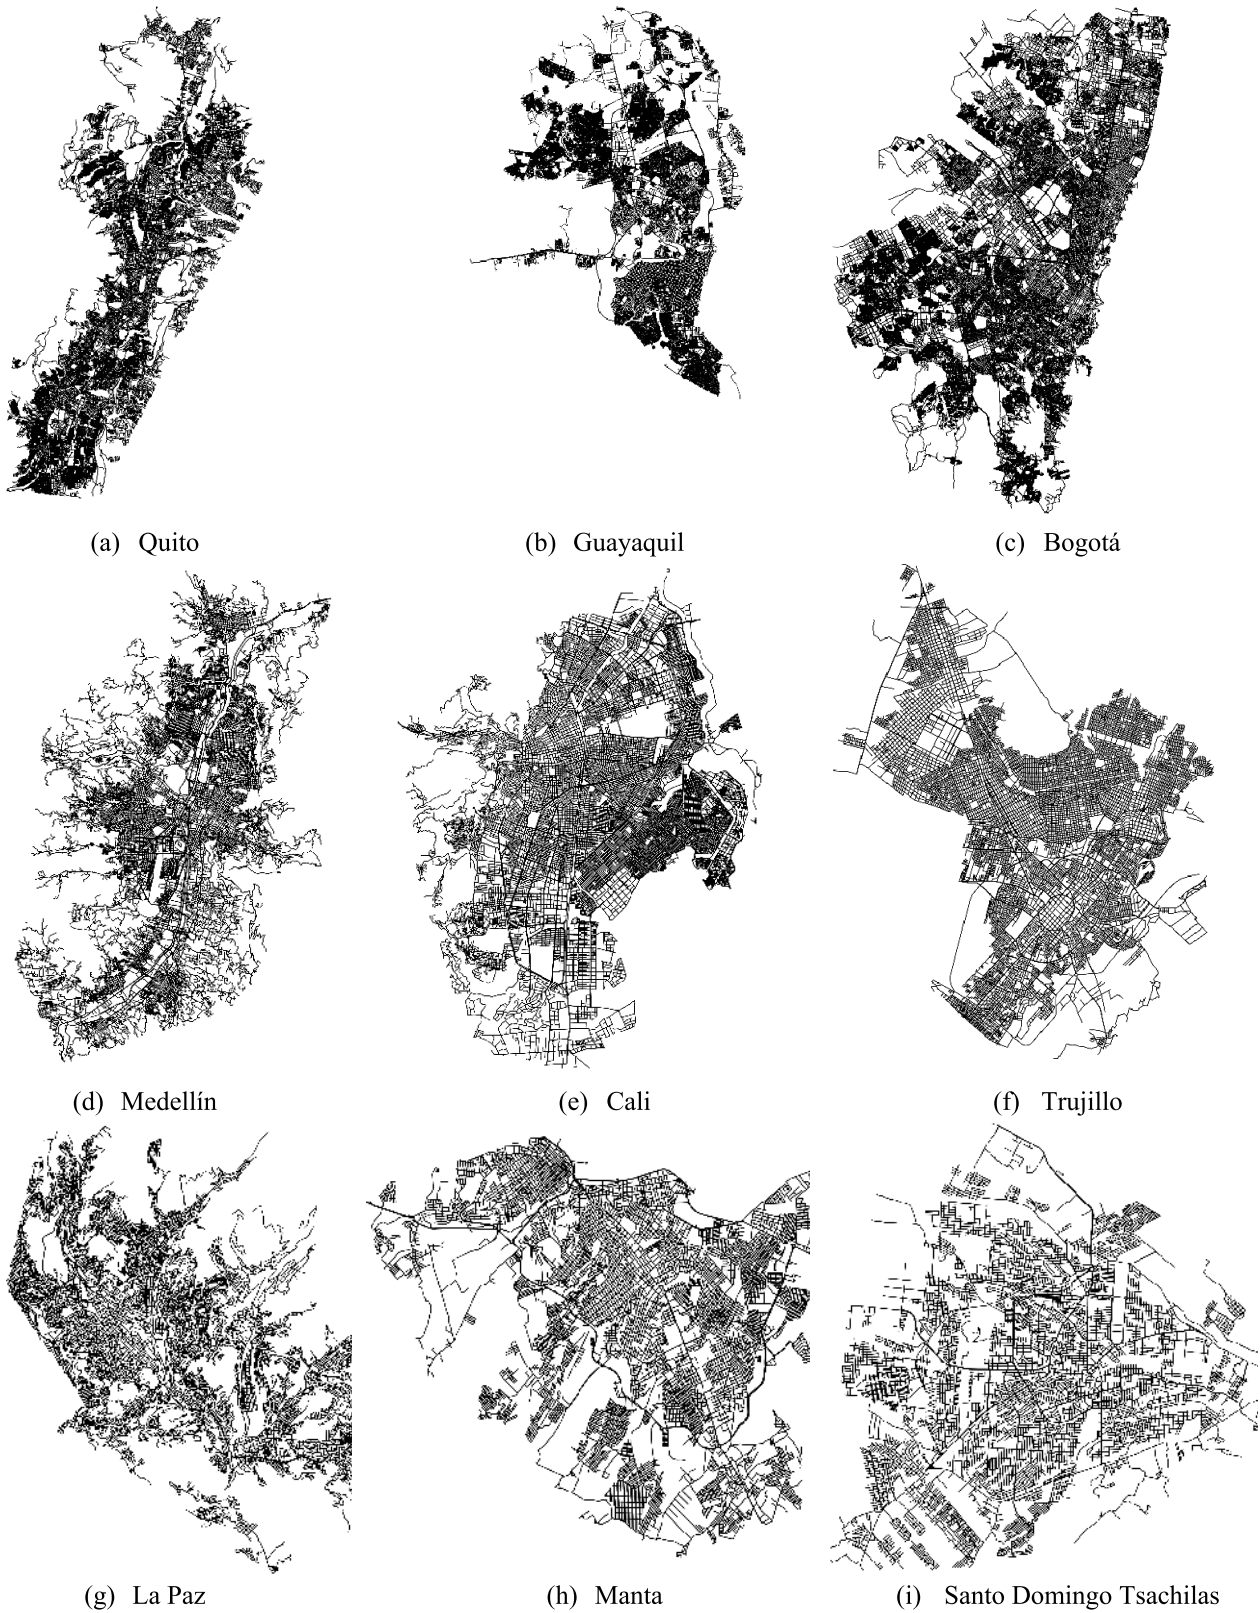 (a) Quito
(b) Guayaquil
(c) Bogotá
(d) Medellín
(e) Cali
(f) Trujillo
(g) La Paz
(h) Manta
(i) Santo Domingo Tsachilas